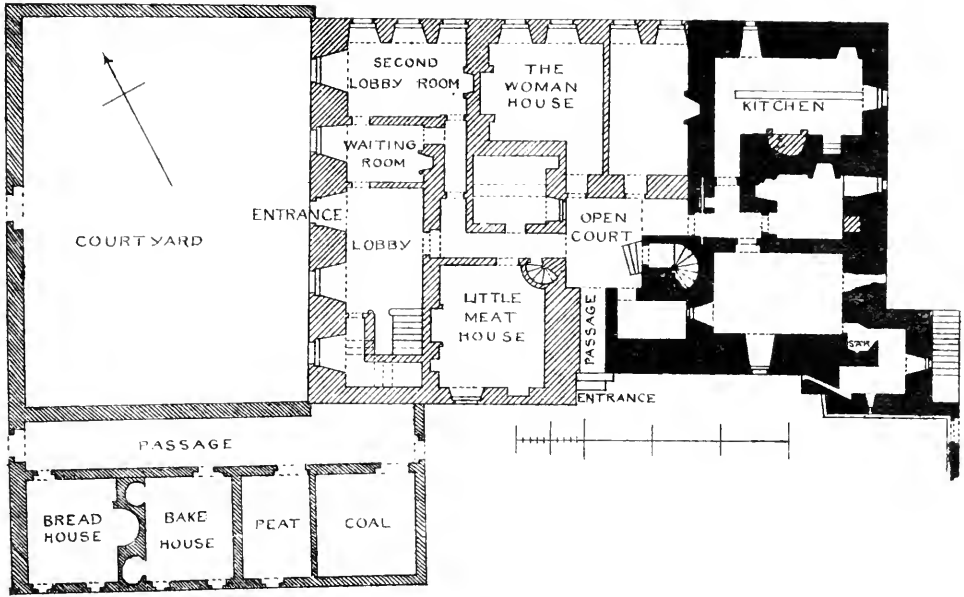 SECOND
LOBBY ROOM
THE
WOMAN
HOUSE
KITCHEN
WAITING
ROOM
ENTRANCE
COURTYARD
LOBBY
OPEN
COURT
LITTLE
MEAT
HOUSE
PASSAGE
ENTRANCE
PASSAGE
BREAD
HOUSE
BAKE
HOUSE
PEAT
COAL